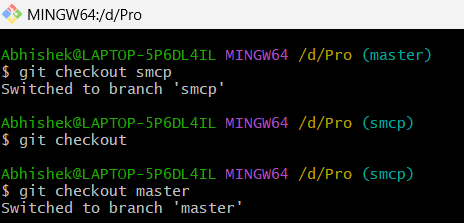 MINGW64:/d/Pro
Abhishek@LAPTOP-5P6DL4IL MINGW64 /d/Pro (master)
$ git checkout smcp
Switched to branch 'smcp'
Abhishek@LAPTOP-5P6DL4IL MINGW64 /d/Pro (smcp)
$ git checkout
Abhishek@LAPTOP-5P6DL4IL MINGW64 /d/Pro (smcp)
$ git checkout master
Switched to branch 'master'